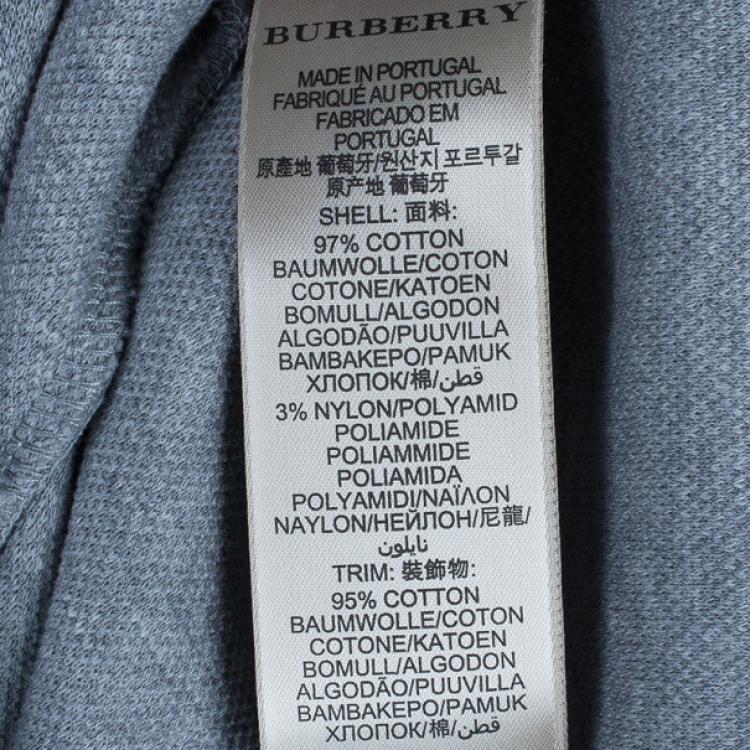 BURBERRY
MADE IN PORTUGAL
FABRIQUÉ AU PORTUGAL
FABRICADO EM
PORTUGAL
原產地 葡萄牙/원산지 포르투갈
原产地 葡萄牙
SHELL: 面料:
97% COTTON
BAUMWOLLE/COTON
COTONE/KATOEN
BOMULL/ALGODON
ALGODÃO/PUUVILLA
BAMBAKEPO/PAMUK
ХЛОПОК/棉/قطن
3% NYLON/POLYAMID
POLIAMIDE
POLIAMMIDE
POLIAMIDA
POLYAMIDI/ΝΑΪΛΟΝ
NAYLON/НЕЙЛОН/尼龍/
نايلون
TRIM: 裝飾物:
95% COTTON
BAUMWOLLE/COTON
COTONE/KATOEN
BOMULL/ALGODON
ALGODÃO/PUUVILLA
BAMBAKEPO/PAMUK
ХЛОПОК/棉/قطن